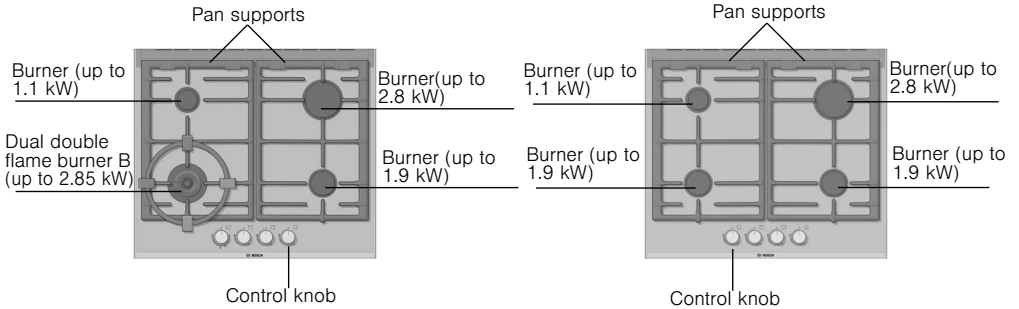 Pan supports
Burner (up to
1.1 kW)
Burner(up to
2.8 kW)
Dual double
flame burner B
(up to 2.85 kW)
Burner (up to
1.9 kW)
BOSCH
Control knob
Pan supports
Burner (up to
1.1 kW)
Burner(up to
2.8 kW)
Burner (up to
1.9 kW)
Burner (up to
1.9 kW)
BOSCH
Control knob